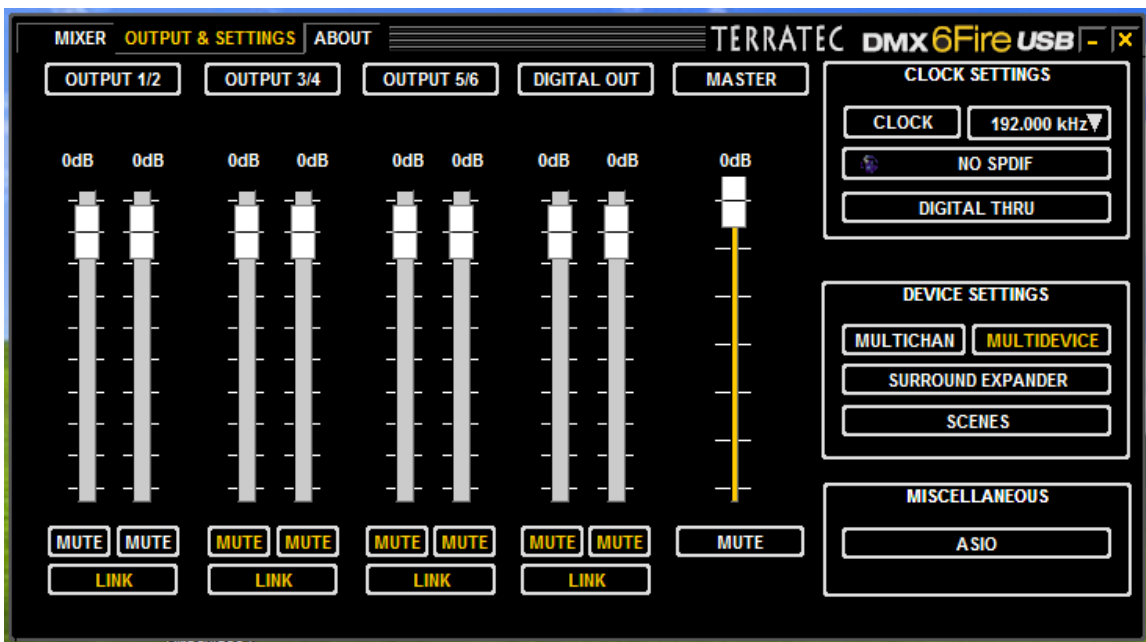 MIXER OUTPUT & SETTINGS ABOUT TERRATEC DMX 6Fire USB
OUTPUT 1/2 OUTPUT 3/4 OUTPUT 5/6 DIGITAL OUT MASTER
0dB 0dB 0dB 0dB 0dB 0dB 0dB 0dB 0dB
MUTE MUTE MUTE MUTE MUTE MUTE MUTE MUTE MUTE
LINK LINK LINK LINK
CLOCK SETTINGS
CLOCK 192.000 kHz
NO SPDIF
DIGITAL THRU
DEVICE SETTINGS
MULTICHAN MULTIDEVICE
SURROUND EXPANDER
SCENES
MISCELLANEOUS
ASIO